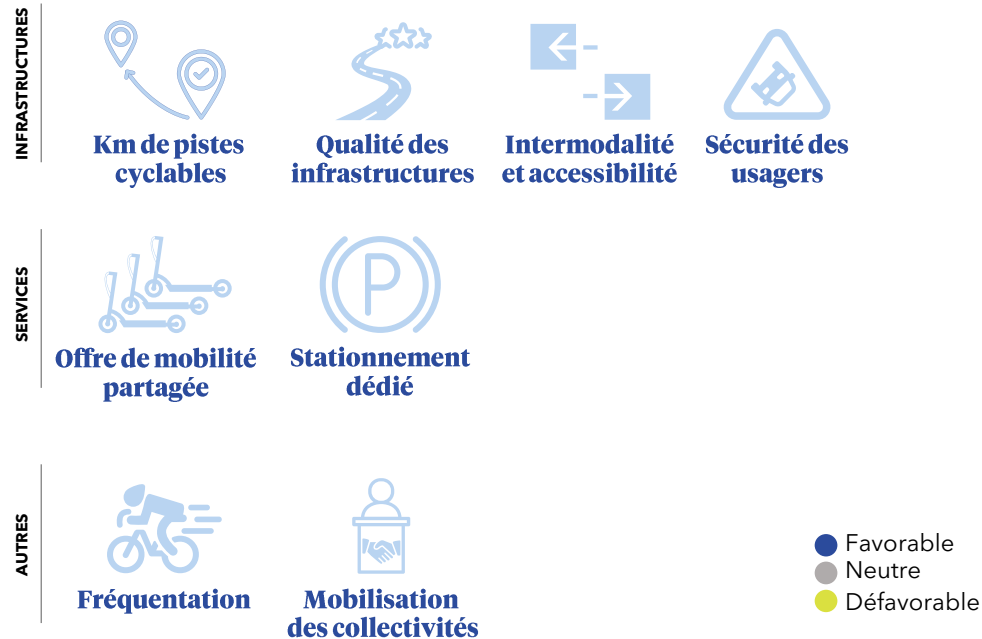 INFRASTRUCTURES
Km de pistes
cyclables
Qualité des
infrastructures
Intermodalité
et accessibilité
Sécurité des
usagers
SERVICES
P
Offre de mobilité
partagée
Stationnement
dédié
AUTRES
Fréquentation
Mobilisation
des collectivités
Favorable
Neutre
Défavorable